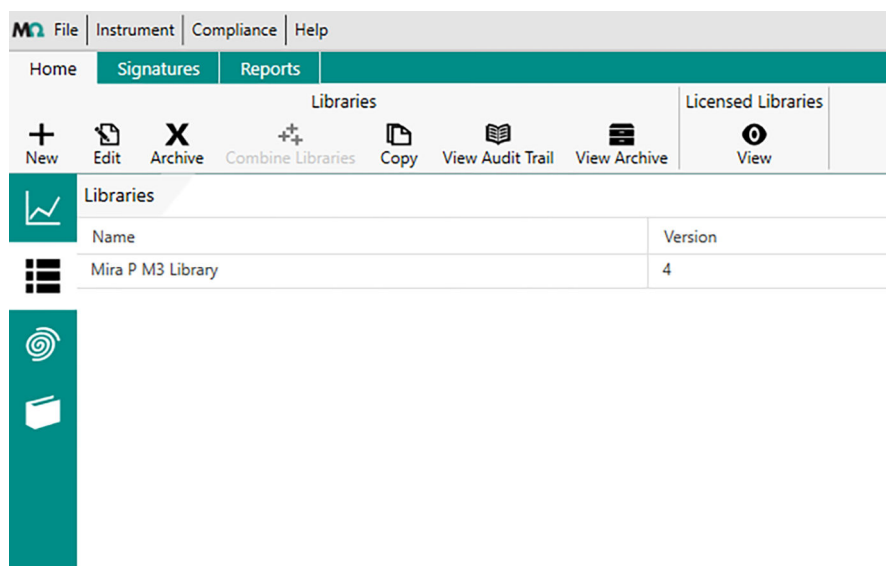 File Instrument Compliance Help
Home Signatures Reports
Libraries Licensed Libraries
New Edit Archive Combine Libraries Copy View Audit Trail View Archive View
Libraries
Name Version
Mira P M3 Library 4